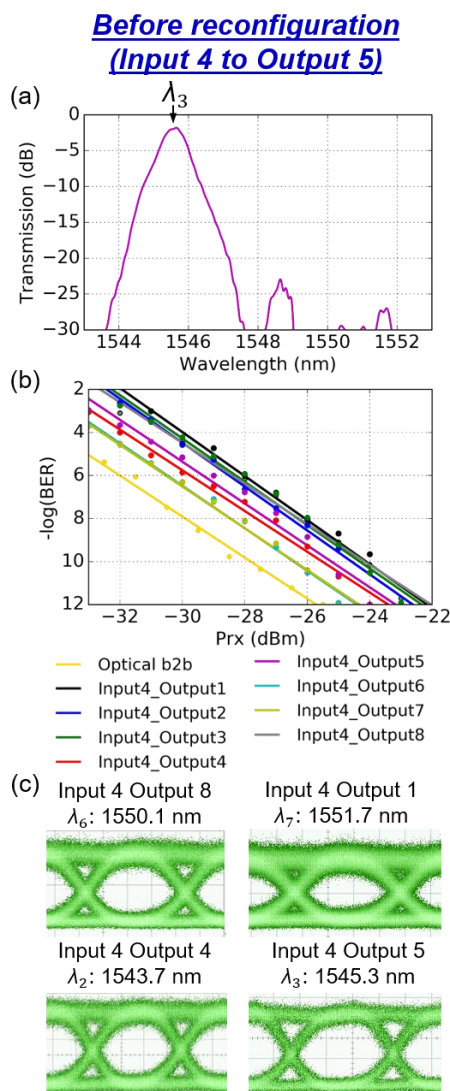 Before reconfiguration
(Input 4 to Output 5)
(a)
λ3
0
−5
−10
−15
−20
−25
−30
Transmission (dB)
1544 1546 1548 1550 1552
Wavelength (nm)
(b)
2
4
6
8
10
12
-log(BER)
−32 −30 −28 −26 −24 −22
Prx (dBm)
Optical b2b
Input4_Output1
Input4_Output2
Input4_Output3
Input4_Output4
Input4_Output5
Input4_Output6
Input4_Output7
Input4_Output8
(c)
Input 4 Output 8
λ6: 1550.1 nm
Input 4 Output 1
λ7: 1551.7 nm
Input 4 Output 4
λ2: 1543.7 nm
Input 4 Output 5
λ3: 1545.3 nm